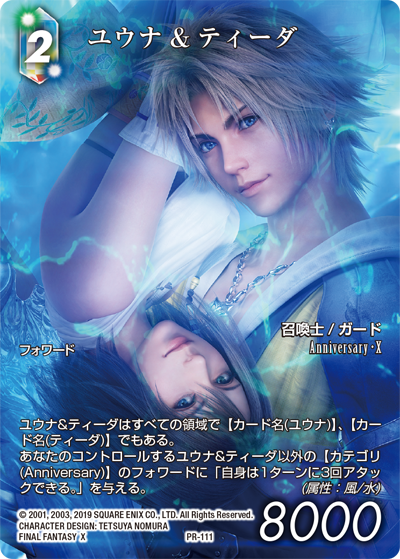 2
ユウナ & ティーダ
召喚士 / ガード
フォワード
Anniversary・X
ユウナ&ティーダはすべての領域で【カード名(ユウナ)】、【カー
ド名(ティーダ)】でもある。
あなたのコントロールするユウナ&ティーダ以外の【カテゴリ
(Anniversary)】のフォワードに「自身は1ターンに3回アタッ
クできる。」を与える。
(属性：風/水)
© 2001, 2003, 2019 SQUARE ENIX CO., LTD. All Rights Reserved.
CHARACTER DESIGN: TETSUYA NOMURA
FINAL FANTASY X
PR-111
8000